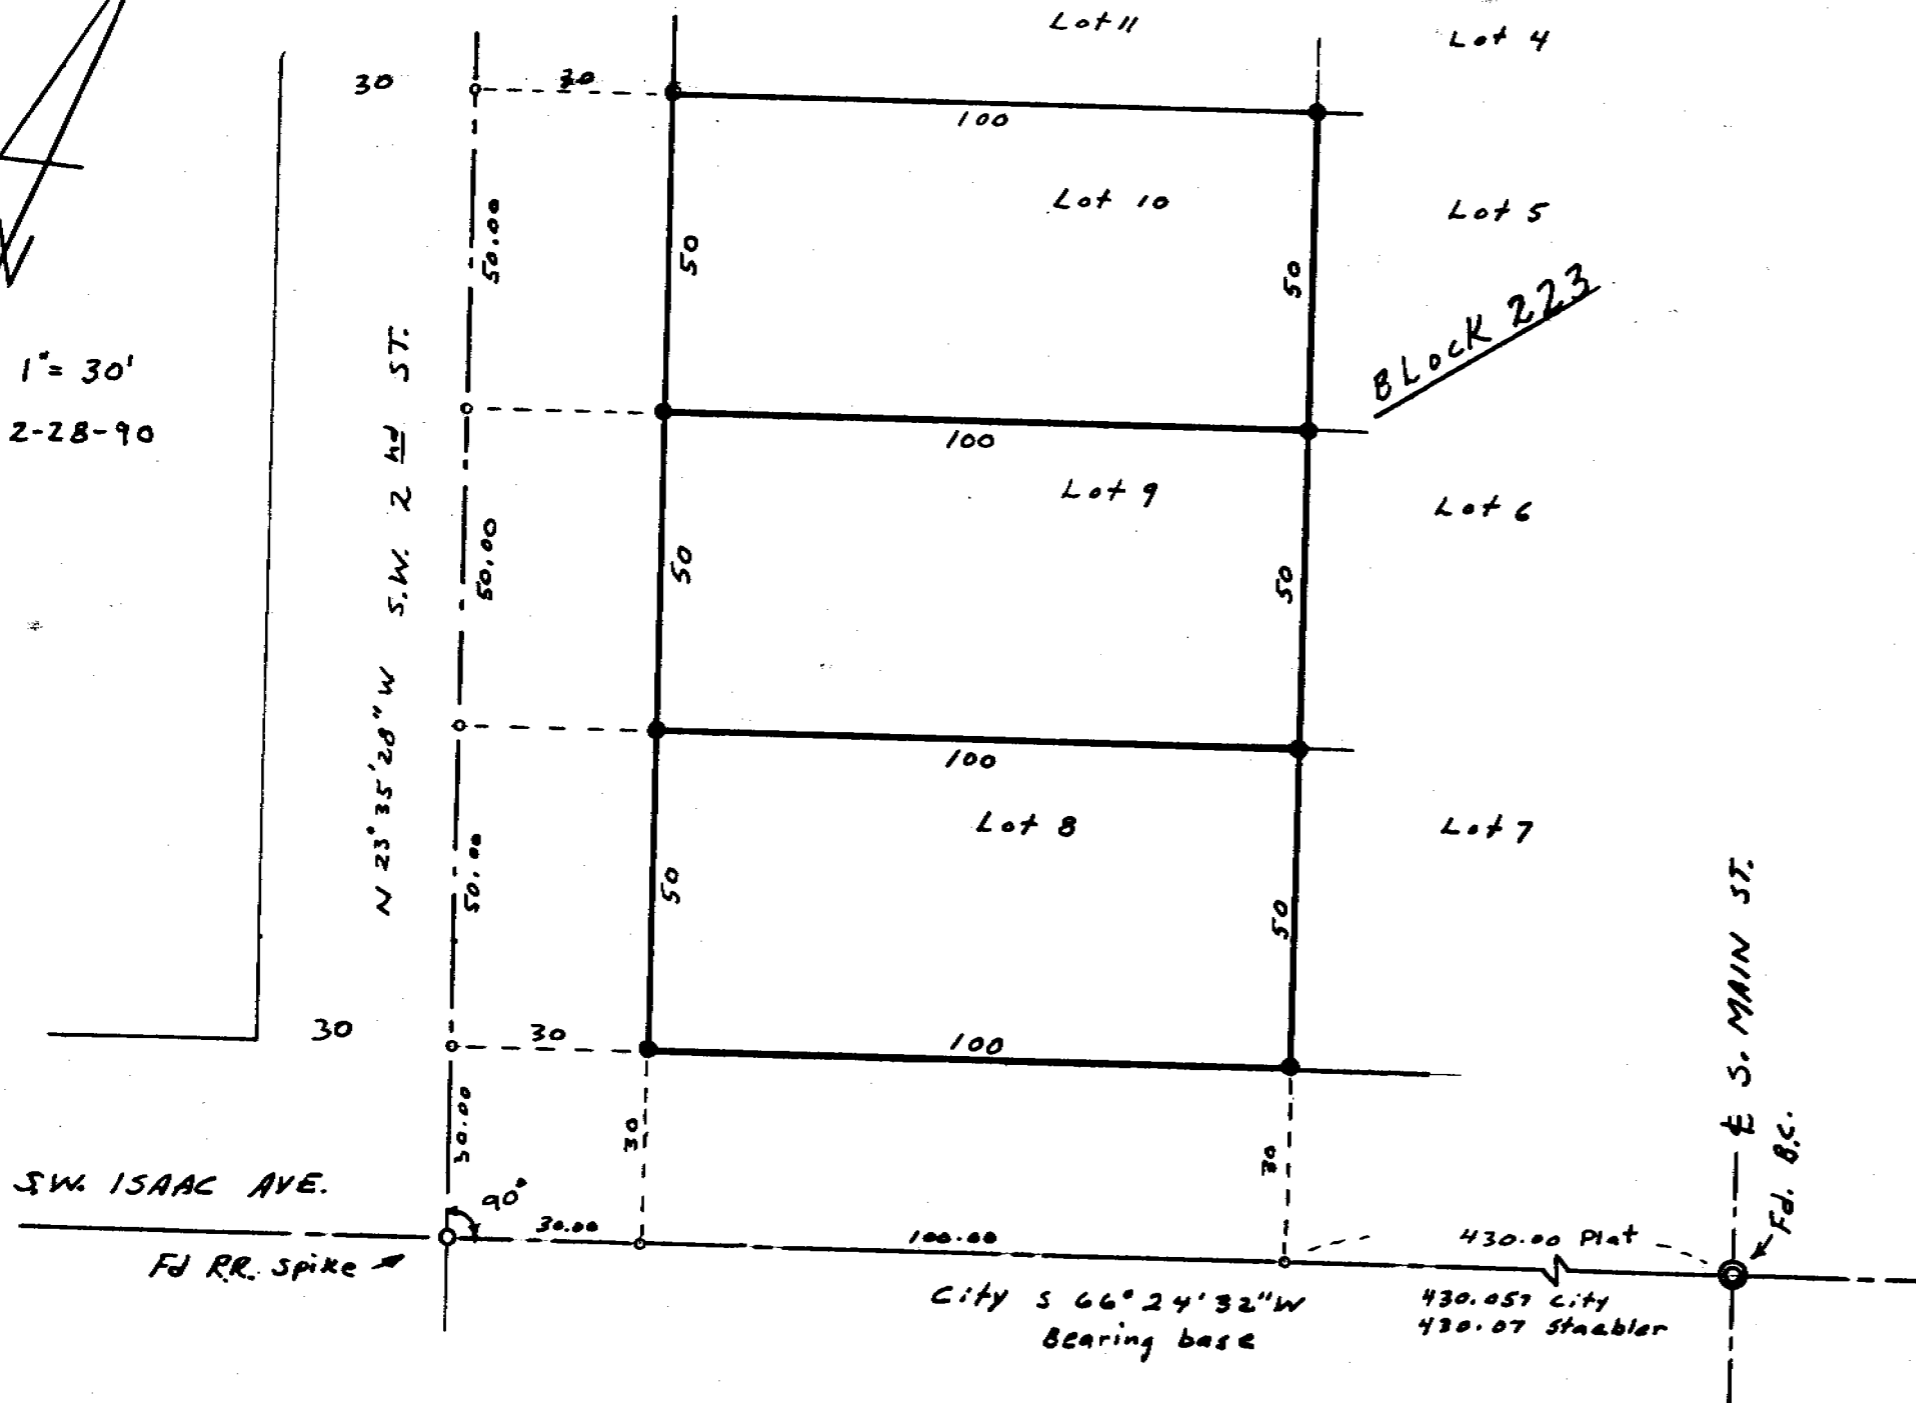 Lot 11
Lot 4
30
30
100
Lot 10
Lot 5
50.00
50
50
Block 223
1"= 30'
2-28-90
N 23° 35' 28" W S.W. 2 nd ST.
100
Lot 9
Lot 6
50.00
50
50
100
Lot 8
Lot 7
50.00
50
50
30
30
100
30.00
30
30
℄ S. MAIN ST.
Fd. B.C.
S.W. ISAAC AVE.
90°
30.00
100.00
430.00 Plat
Fd R.R. Spike
City S 66° 24' 32" W
Bearing base
430.057 City
430.07 Staebler